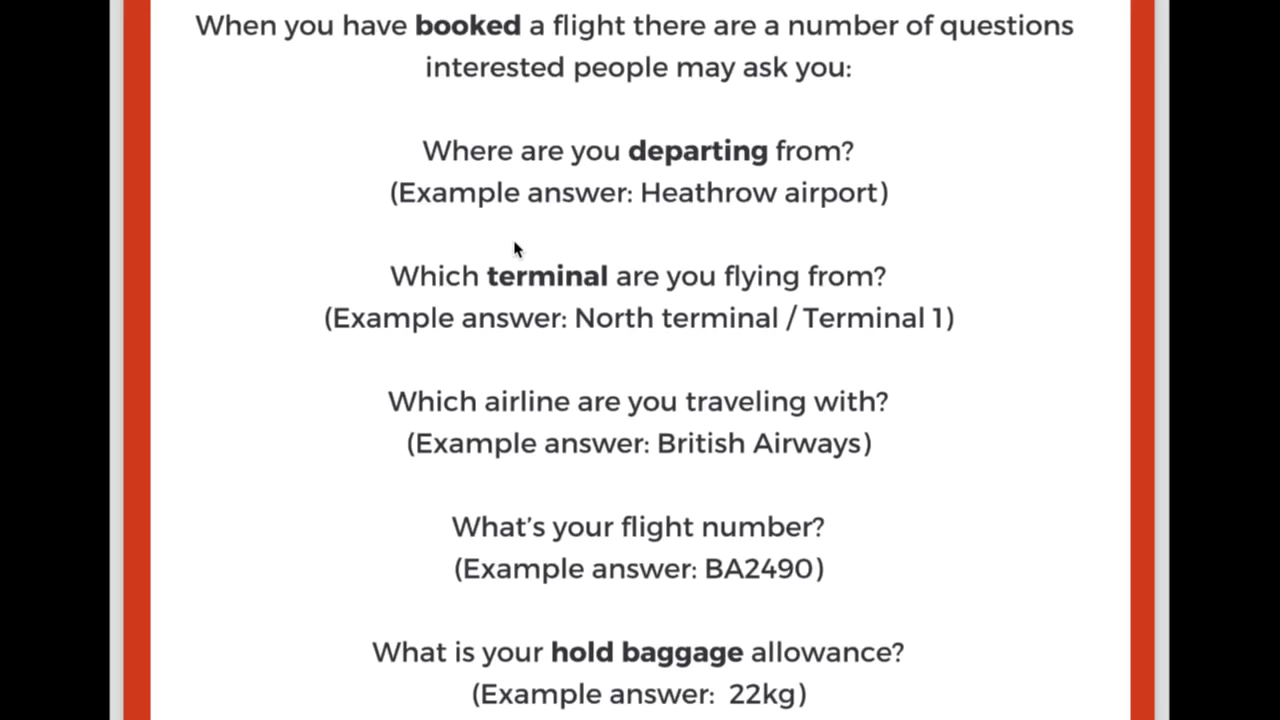 When you have booked a flight there are a number of questions
interested people may ask you:
Where are you departing from?
(Example answer: Heathrow airport)
Which terminal are you flying from?
(Example answer: North terminal / Terminal 1)
Which airline are you traveling with?
(Example answer: British Airways)
What’s your flight number?
(Example answer: BA2490)
What is your hold baggage allowance?
(Example answer: 22kg)